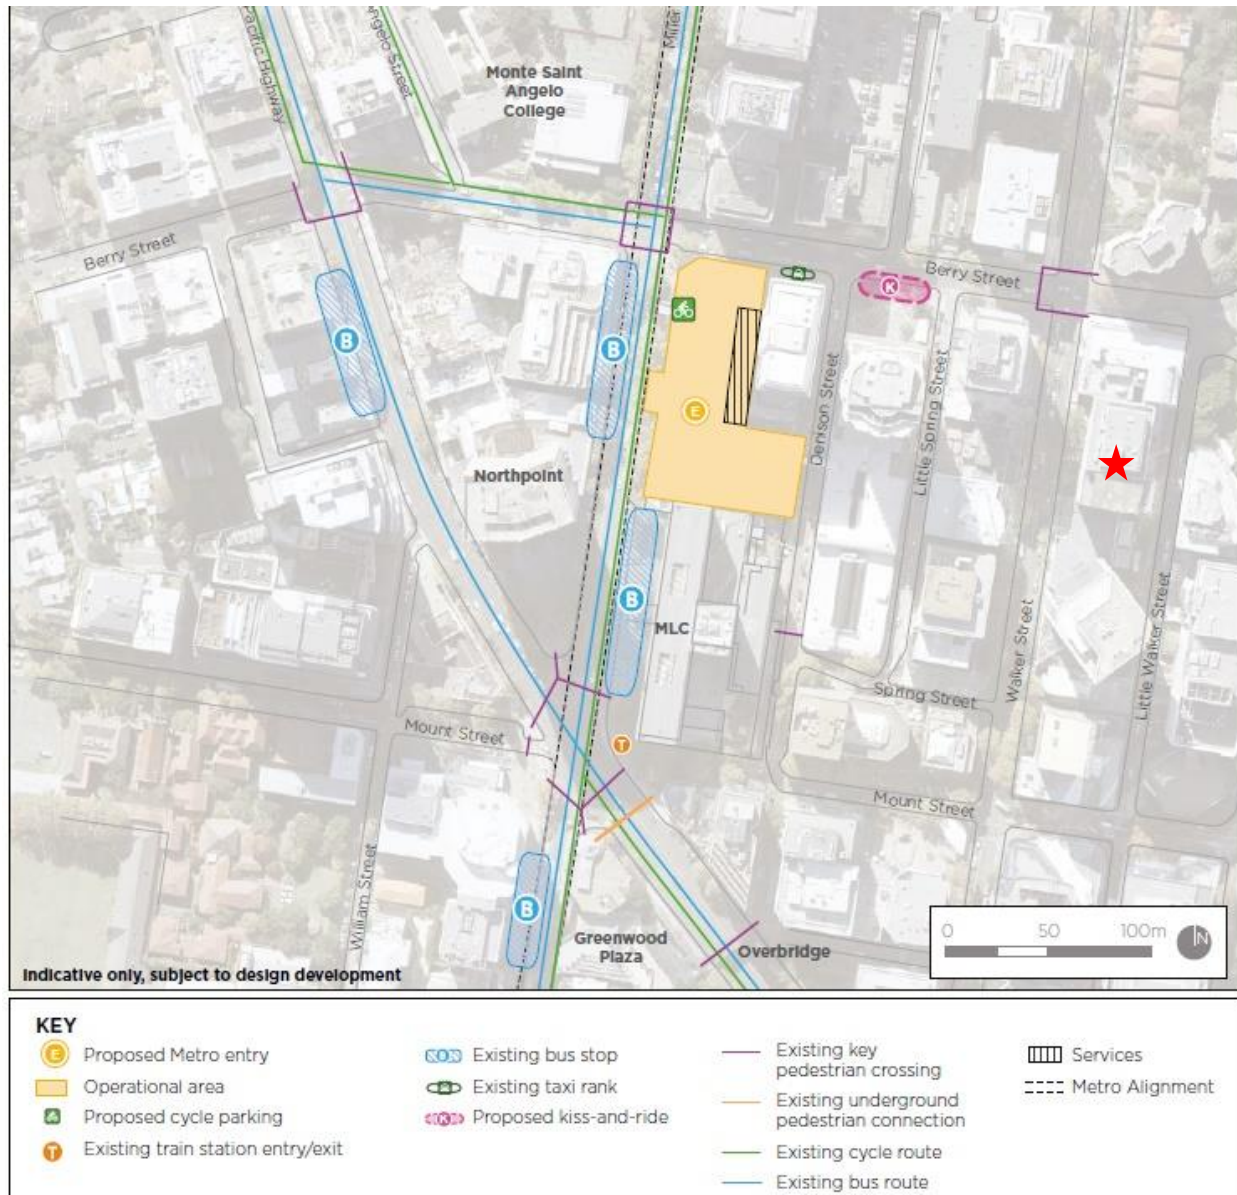 Pacific Highway
Angelo Street
Miller
Monte Saint
Angelo
College
Berry Street
Berry Street
K
B
B
E
Denison Street
Little Spring Street
Northpoint
B
MLC
Walker Street
Little Walker Street
Spring Street
Mount Street
T
Mount Street
William Street
B
Greenwood
Plaza
Overbridge
0 50 100m
N
Indicative only, subject to design development
KEY
E Proposed Metro entry
Operational area
Proposed cycle parking
T Existing train station entry/exit
Existing bus stop
Existing taxi rank
K Proposed kiss-and-ride
Existing key
pedestrian crossing
Existing underground
pedestrian connection
Existing cycle route
Existing bus route
Services
Metro Alignment